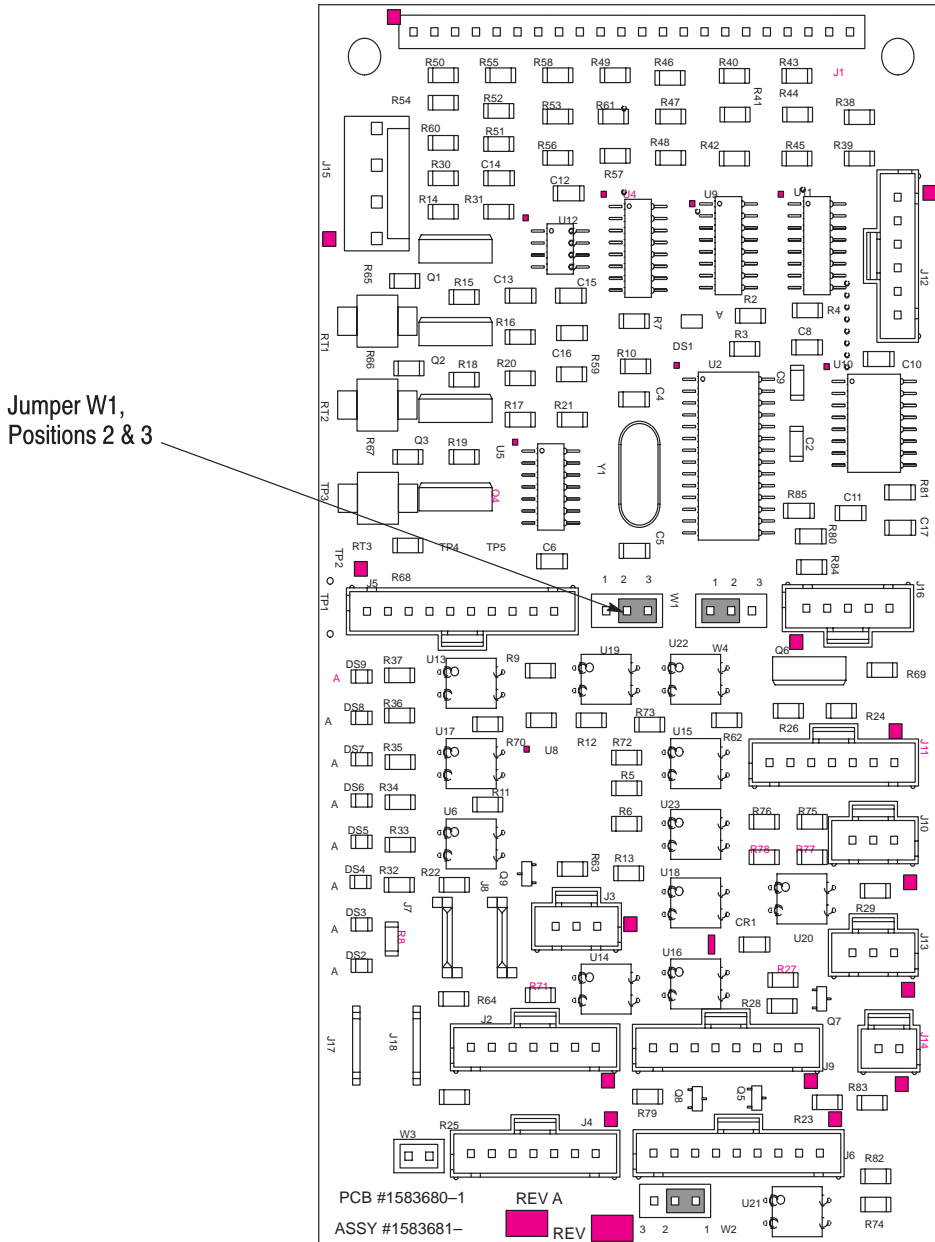 R50 R55 R58 R49 R46 R40 R43 J1
R54 R52 R53 R61 R47 R41 R44 R38
J15 R60 R51 R56 R48 R42 R45 R39
R30 C14 C12 R57
R14 R31 U12 J4 U9 U11
J12
R65 Q1 R15 C13 C15 R7 A R2 R4
RT1 R16 C16 R59 R10 DS1 R3 C8
R66 Q2 R18 R20 C4 U2 C9 U10 C10
RT2 R17 R21
Jumper W1,
Positions 2 & 3
R67 Q3 R19 U5 Y1 C2
TP3 Q4 R85 C11 R81
TP2 RT3 TP4 TP5 C6 C5 R80 C17
R84
TP1 J5 R68 1 2 3 W1 1 2 3 J16
A DS9 R37 U13 R9 U19 U22 W4 Q6 R69
A DS8 R36 R73 R26 R24
A DS7 R35 U17 R70 U8 R12 R72 U15 R62 J11
A DS6 R34 R11 R5
A DS5 R33 U6 R6 U23 R76 R75 J10
R78 R77
A DS4 R32 R22 J8 Q9 R63 R13 U18
J7 J3 R29
A DS3 R8 CR1 U20 J13
A DS2 U14 U16 R27
R71
R64 R28 Q7
J17 J18 J2 J9 J14
R25 J4 R79 Q8 Q5 R23 R83
W3 J6 R82
PCB #1583680–1 REV A
U21 R74
ASSY #1583681– REV 3 2 1 W2